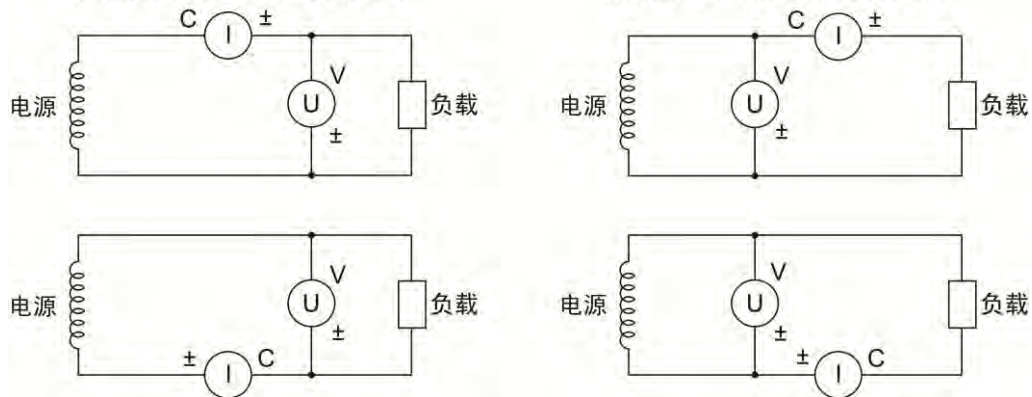 C I ± C I ±
电源 U V ± 负载 电源 U V ± 负载
电源 U V ± 负载 电源 U V ± 负载
± I C ± I C